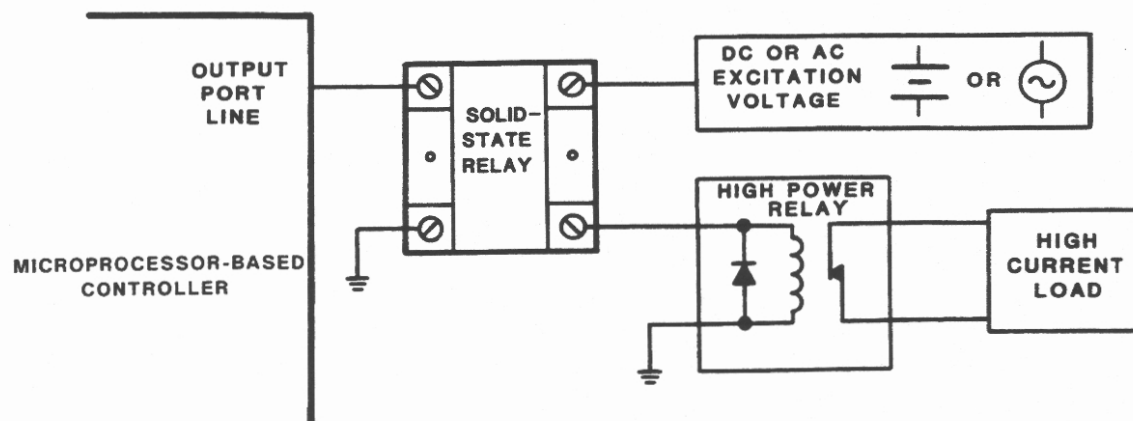 OUTPUT
PORT
LINE
MICROPROCESSOR-BASED
CONTROLLER
SOLID-
STATE
RELAY
DC OR AC
EXCITATION
VOLTAGE
OR
HIGH POWER
RELAY
HIGH
CURRENT
LOAD